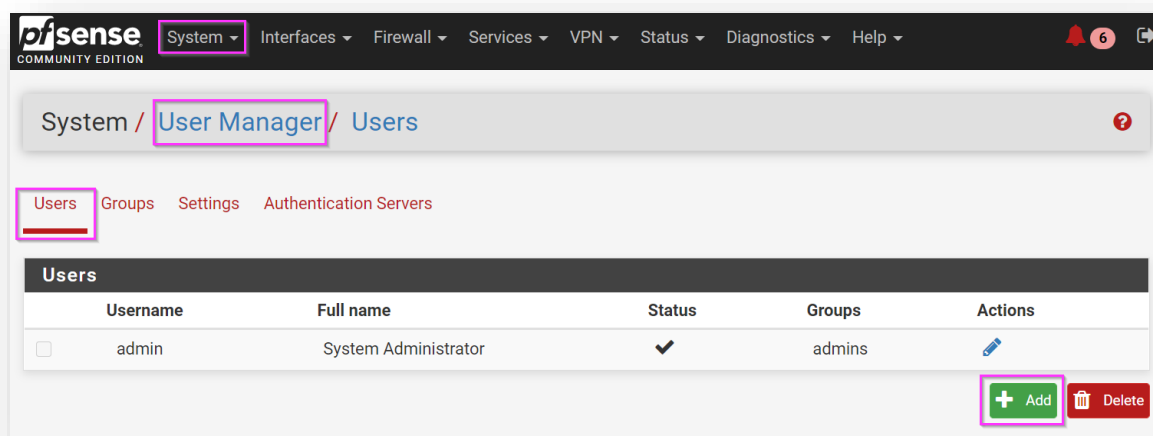 pfsense System Interfaces Firewall Services VPN Status Diagnostics Help 6
COMMUNITY EDITION
System / User Manager / Users ?
Users Groups Settings Authentication Servers
Users
Username Full name Status Groups Actions
admin System Administrator admins
Add Delete